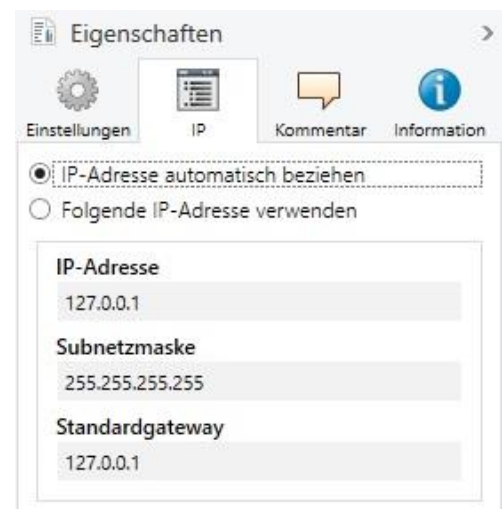 Eigenschaften
Einstellungen
IP
Kommentar
Information
IP-Adresse automatisch beziehen
Folgende IP-Adresse verwenden
IP-Adresse
127.0.0.1
Subnetzmaske
255.255.255.255
Standardgateway
127.0.0.1